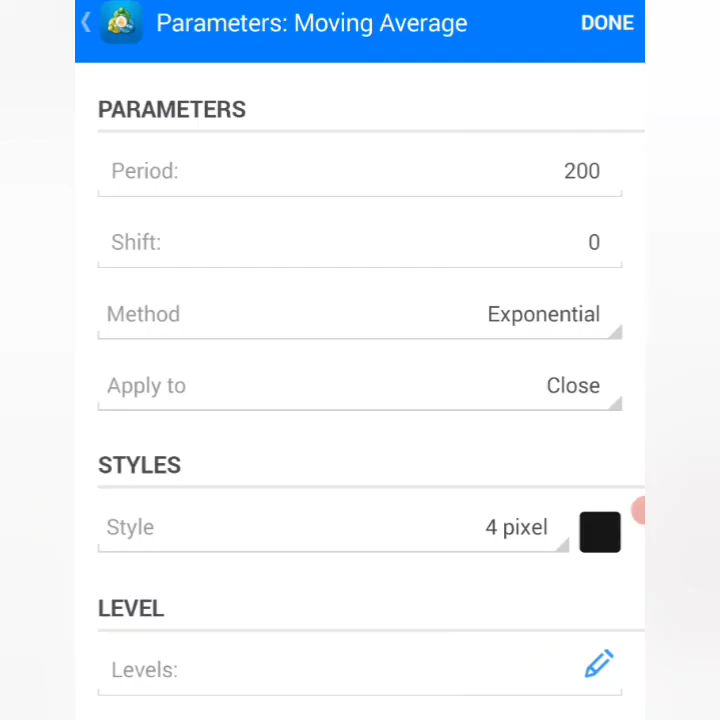 Parameters: Moving Average DONE
PARAMETERS
Period: 200
Shift: 0
Method Exponential
Apply to Close
STYLES
Style 4 pixel
LEVEL
Levels: